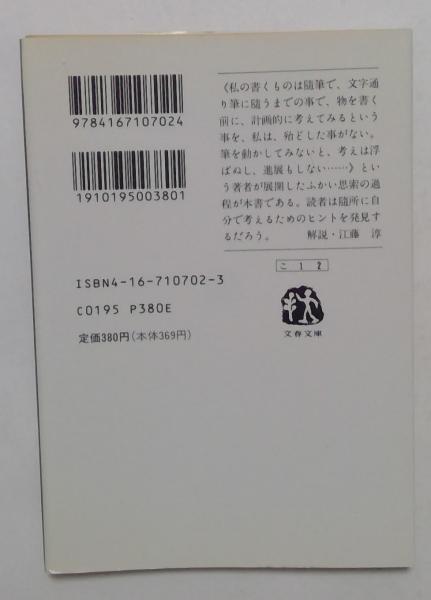 9784167107024
1910195003801
ISBN4-16-710702-3
C0195 P380E
定価380円(本体369円)
《私の書くものは随筆で、文字通
り筆に随うまでの事で、物を書く
前に、計画的に考えてみるという
事を、私は、殆どした事がない。
筆を動かしてみないと、考えは浮
ばぬし、進展もしない……》とい
う著者が展開したふかい思索の過
程が本書である。読者は随所に自
分で考えるためのヒントを発見す
るだろう。 解説・江藤 淳
こ 1 2
文春文庫